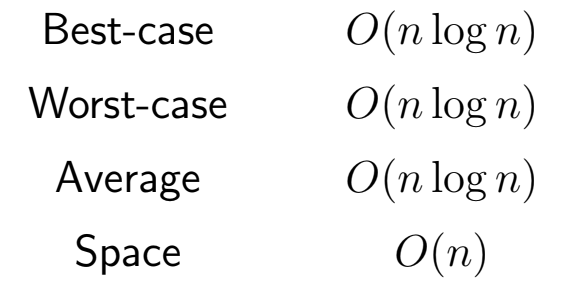 Best-case O(n log n)
Worst-case O(n log n)
Average O(n log n)
Space O(n)